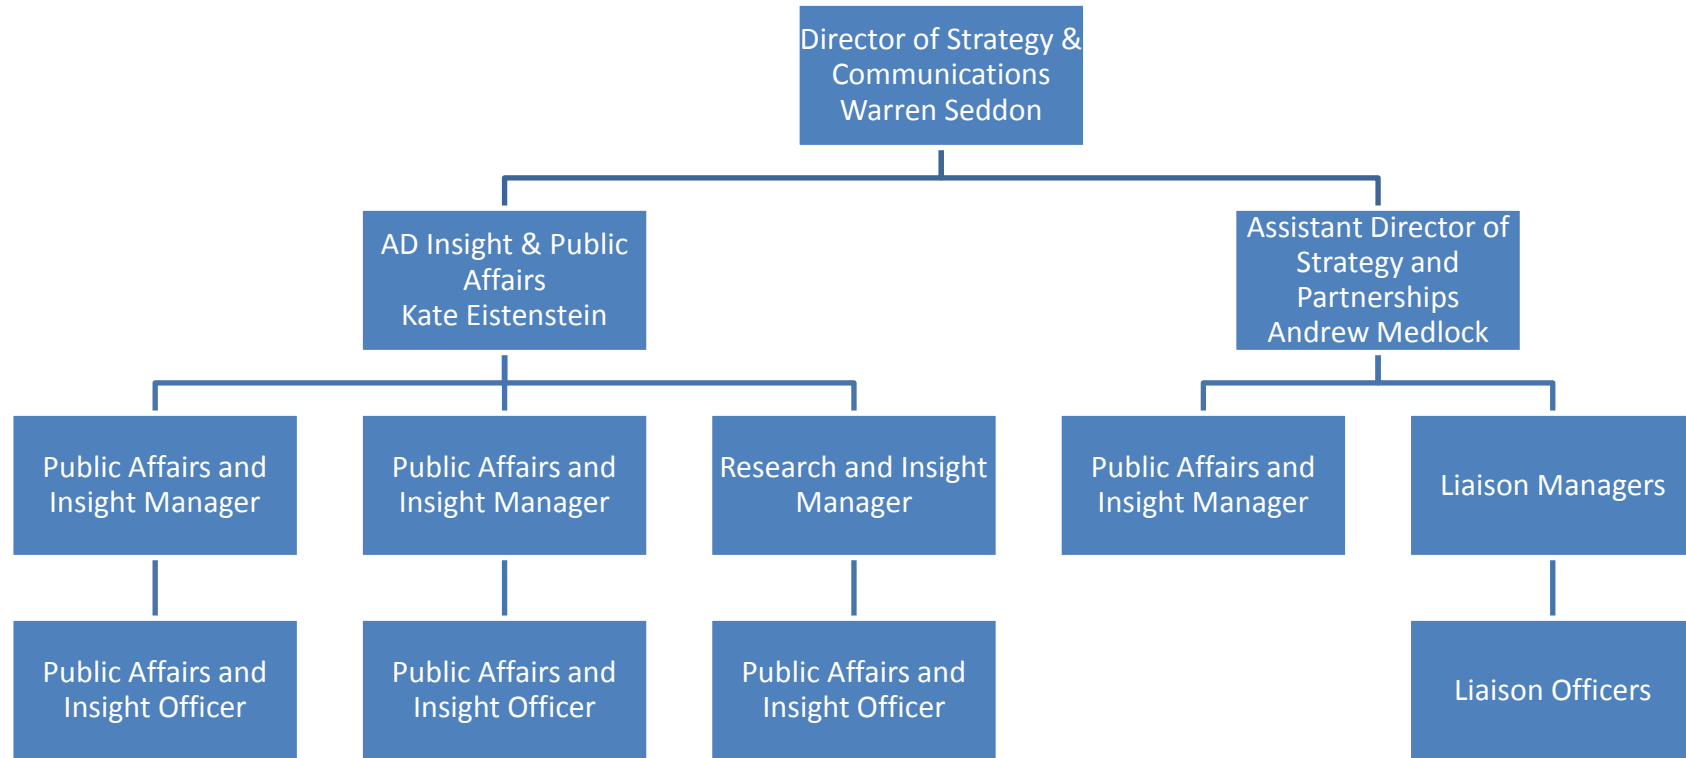 Director of Strategy &
Communications
Warren Seddon
AD Insight & Public
Affairs
Kate Eistenstein
Assistant Director of
Strategy and
Partnerships
Andrew Medlock
Public Affairs and
Insight Manager
Public Affairs and
Insight Manager
Research and Insight
Manager
Public Affairs and
Insight Manager
Liaison Managers
Public Affairs and
Insight Officer
Public Affairs and
Insight Officer
Public Affairs and
Insight Officer
Liaison Officers